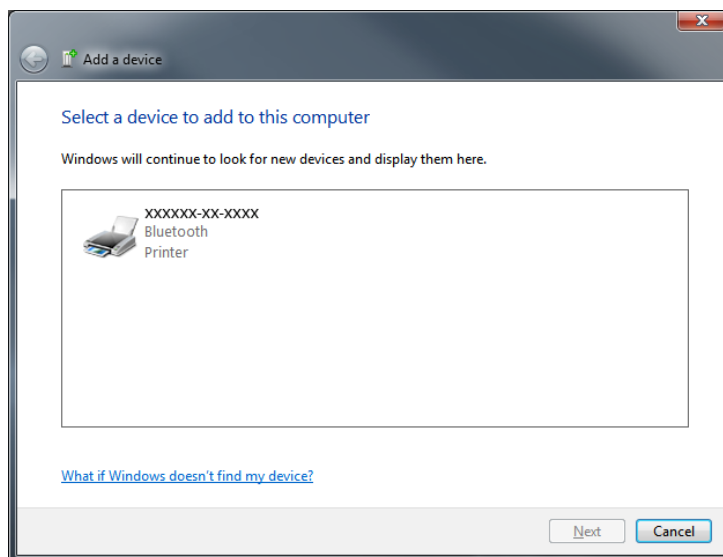 Add a device
Select a device to add to this computer
Windows will continue to look for new devices and display them here.
XXXXXX-XX-XXXX
Bluetooth
Printer
What if Windows doesn't find my device?
Next
Cancel